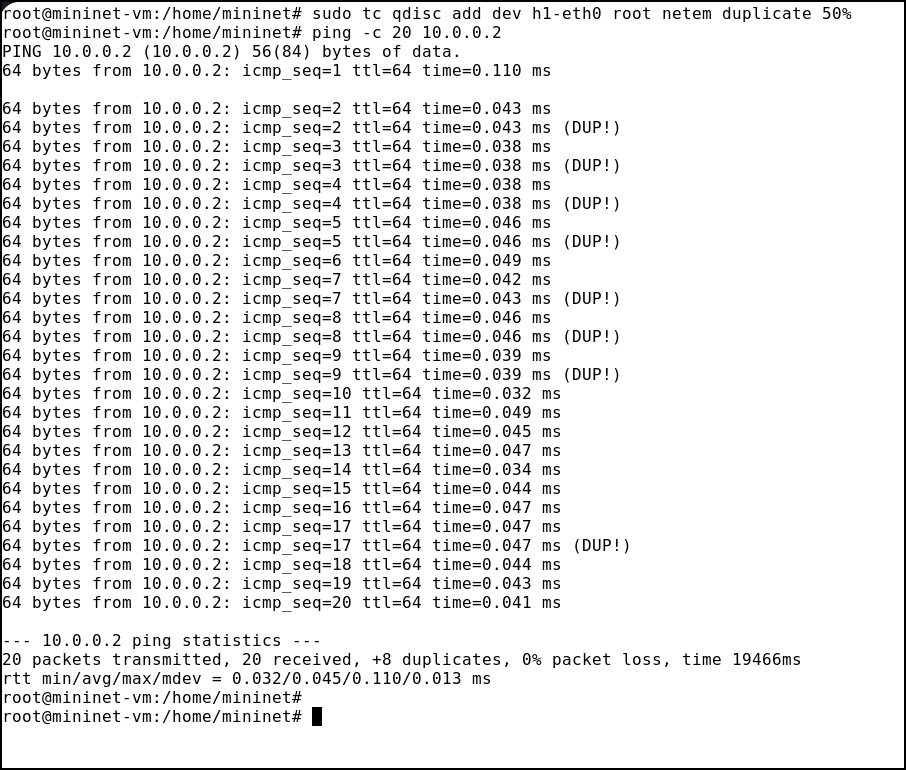 root@mininet-vm:/home/mininet# sudo tc qdisc add dev h1-eth0 root netem duplicate 50%
root@mininet-vm:/home/mininet# ping -c 20 10.0.0.2
PING 10.0.0.2 (10.0.0.2) 56(84) bytes of data.
64 bytes from 10.0.0.2: icmp_seq=1 ttl=64 time=0.110 ms

64 bytes from 10.0.0.2: icmp_seq=2 ttl=64 time=0.043 ms
64 bytes from 10.0.0.2: icmp_seq=2 ttl=64 time=0.043 ms (DUP!)
64 bytes from 10.0.0.2: icmp_seq=3 ttl=64 time=0.038 ms
64 bytes from 10.0.0.2: icmp_seq=3 ttl=64 time=0.038 ms (DUP!)
64 bytes from 10.0.0.2: icmp_seq=4 ttl=64 time=0.038 ms
64 bytes from 10.0.0.2: icmp_seq=4 ttl=64 time=0.038 ms (DUP!)
64 bytes from 10.0.0.2: icmp_seq=5 ttl=64 time=0.046 ms
64 bytes from 10.0.0.2: icmp_seq=5 ttl=64 time=0.046 ms (DUP!)
64 bytes from 10.0.0.2: icmp_seq=6 ttl=64 time=0.049 ms
64 bytes from 10.0.0.2: icmp_seq=7 ttl=64 time=0.042 ms
64 bytes from 10.0.0.2: icmp_seq=7 ttl=64 time=0.043 ms (DUP!)
64 bytes from 10.0.0.2: icmp_seq=8 ttl=64 time=0.046 ms
64 bytes from 10.0.0.2: icmp_seq=8 ttl=64 time=0.046 ms (DUP!)
64 bytes from 10.0.0.2: icmp_seq=9 ttl=64 time=0.039 ms
64 bytes from 10.0.0.2: icmp_seq=9 ttl=64 time=0.039 ms (DUP!)
64 bytes from 10.0.0.2: icmp_seq=10 ttl=64 time=0.032 ms
64 bytes from 10.0.0.2: icmp_seq=11 ttl=64 time=0.049 ms
64 bytes from 10.0.0.2: icmp_seq=12 ttl=64 time=0.045 ms
64 bytes from 10.0.0.2: icmp_seq=13 ttl=64 time=0.047 ms
64 bytes from 10.0.0.2: icmp_seq=14 ttl=64 time=0.034 ms
64 bytes from 10.0.0.2: icmp_seq=15 ttl=64 time=0.044 ms
64 bytes from 10.0.0.2: icmp_seq=16 ttl=64 time=0.047 ms
64 bytes from 10.0.0.2: icmp_seq=17 ttl=64 time=0.047 ms
64 bytes from 10.0.0.2: icmp_seq=17 ttl=64 time=0.047 ms (DUP!)
64 bytes from 10.0.0.2: icmp_seq=18 ttl=64 time=0.044 ms
64 bytes from 10.0.0.2: icmp_seq=19 ttl=64 time=0.043 ms
64 bytes from 10.0.0.2: icmp_seq=20 ttl=64 time=0.041 ms

--- 10.0.0.2 ping statistics ---
20 packets transmitted, 20 received, +8 duplicates, 0% packet loss, time 19466ms
rtt min/avg/max/mdev = 0.032/0.045/0.110/0.013 ms
root@mininet-vm:/home/mininet#
root@mininet-vm:/home/mininet#